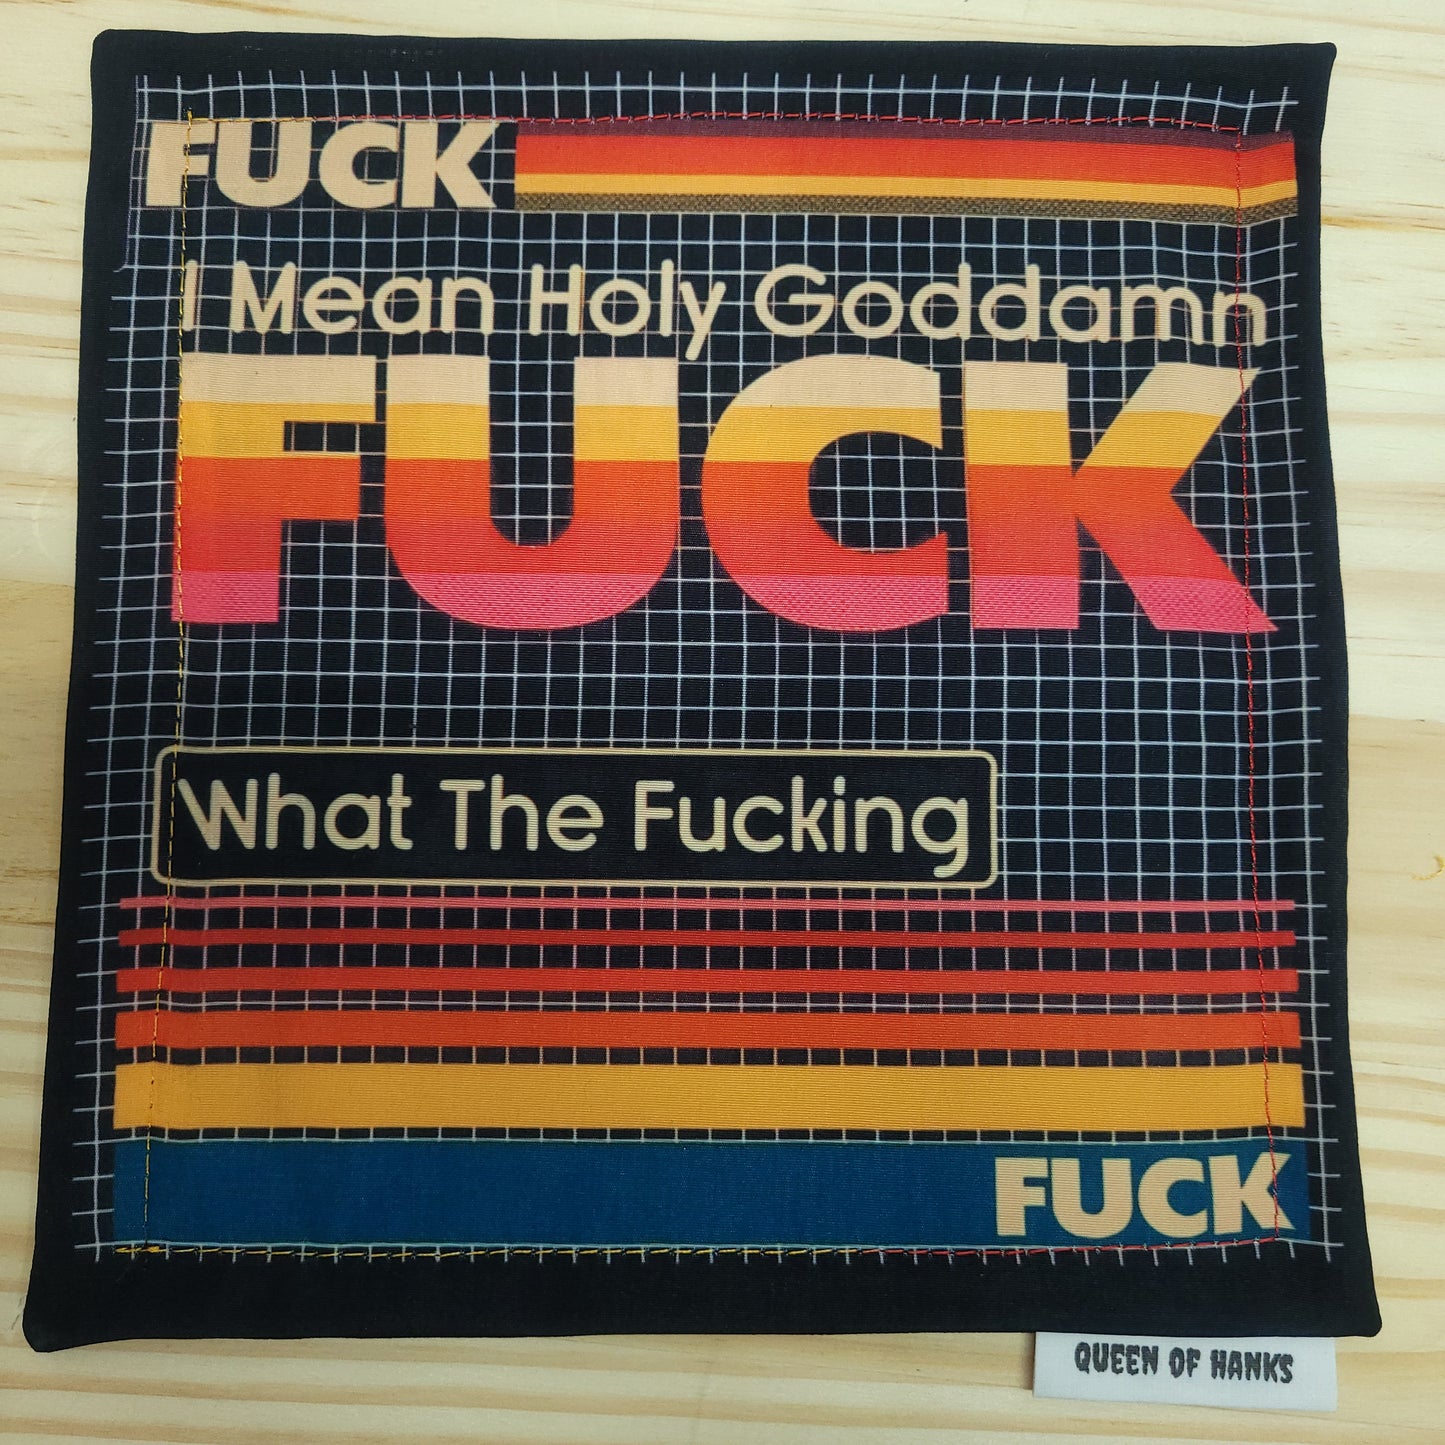 FUCK
I Mean Holy Goddamn
FUCK
What The Fucking
FUCK
QUEEN OF HANKS